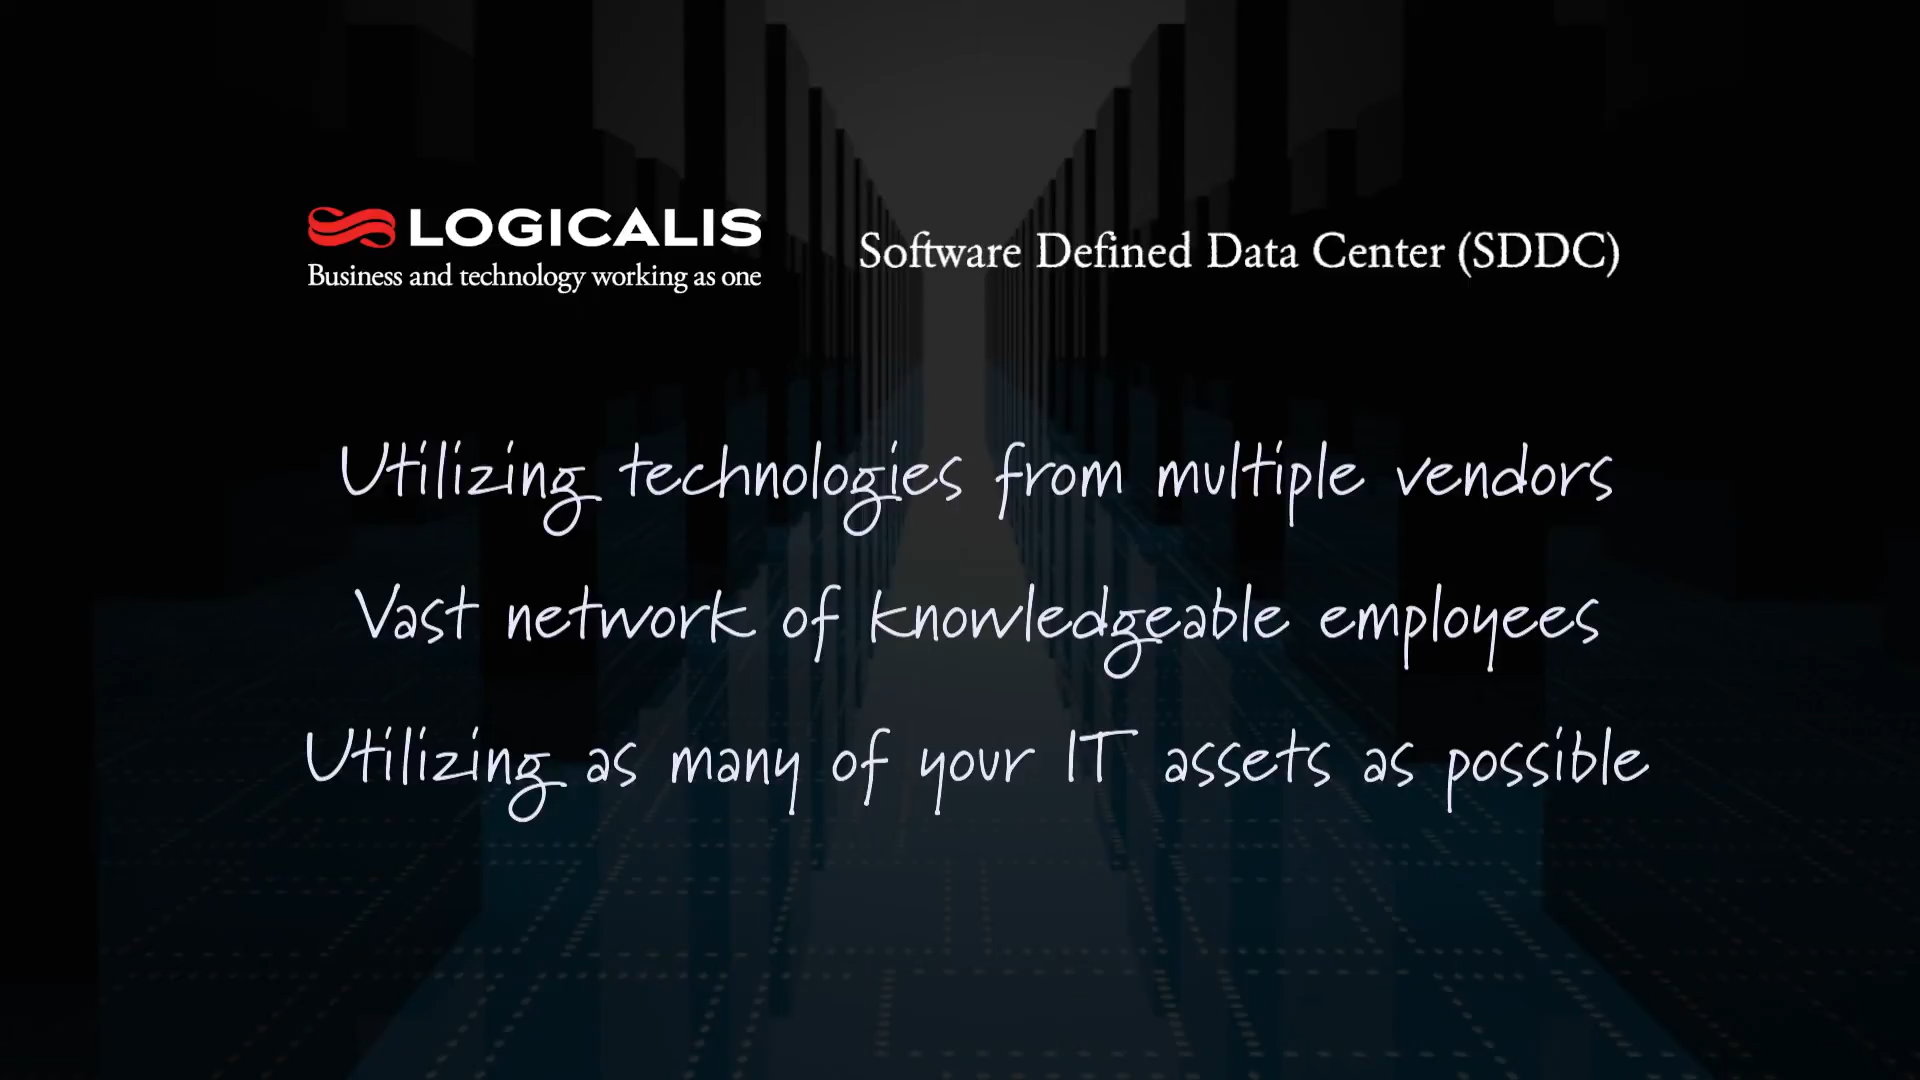 LOGICALIS
Business and technology working as one
Software Defined Data Center (SDDC)
Utilizing technologies from multiple vendors
Vast network of knowledgeable employees
Utilizing as many of your IT assets as possible